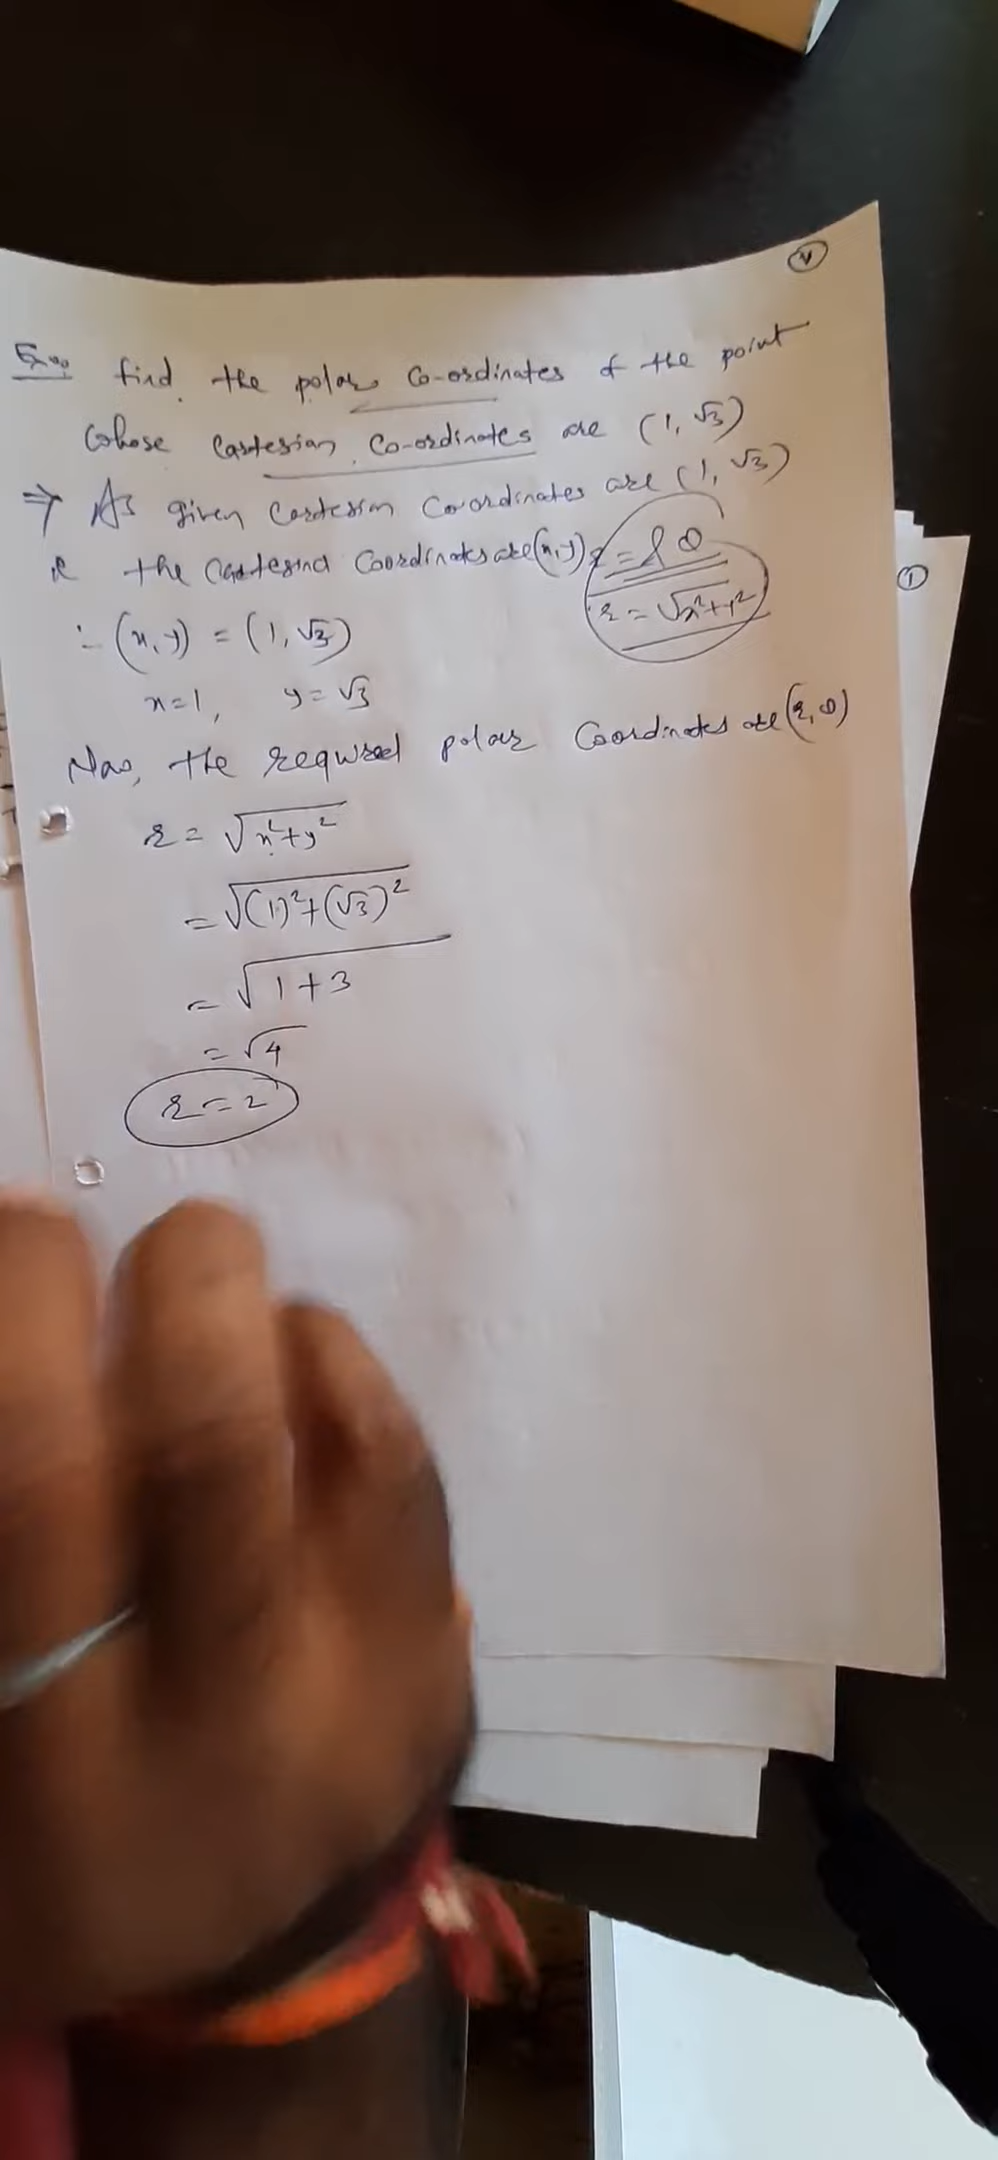 V
Ex:- find the polar Co-ordinates of the point
whose Cartesian Co-ordinates are (1, √3)
⇒ As given Cartesian Coordinates are (1, √3)
& the Cartesian Coordinates are (x, y)
r = √x²+y²
∴ (x, y) = (1, √3)
x=1, y=√3
Now, the required polar Coordinates are (r, θ)
r = √x²+y²
= √(1)²+(√3)²
= √1+3
= √4
r=2
1